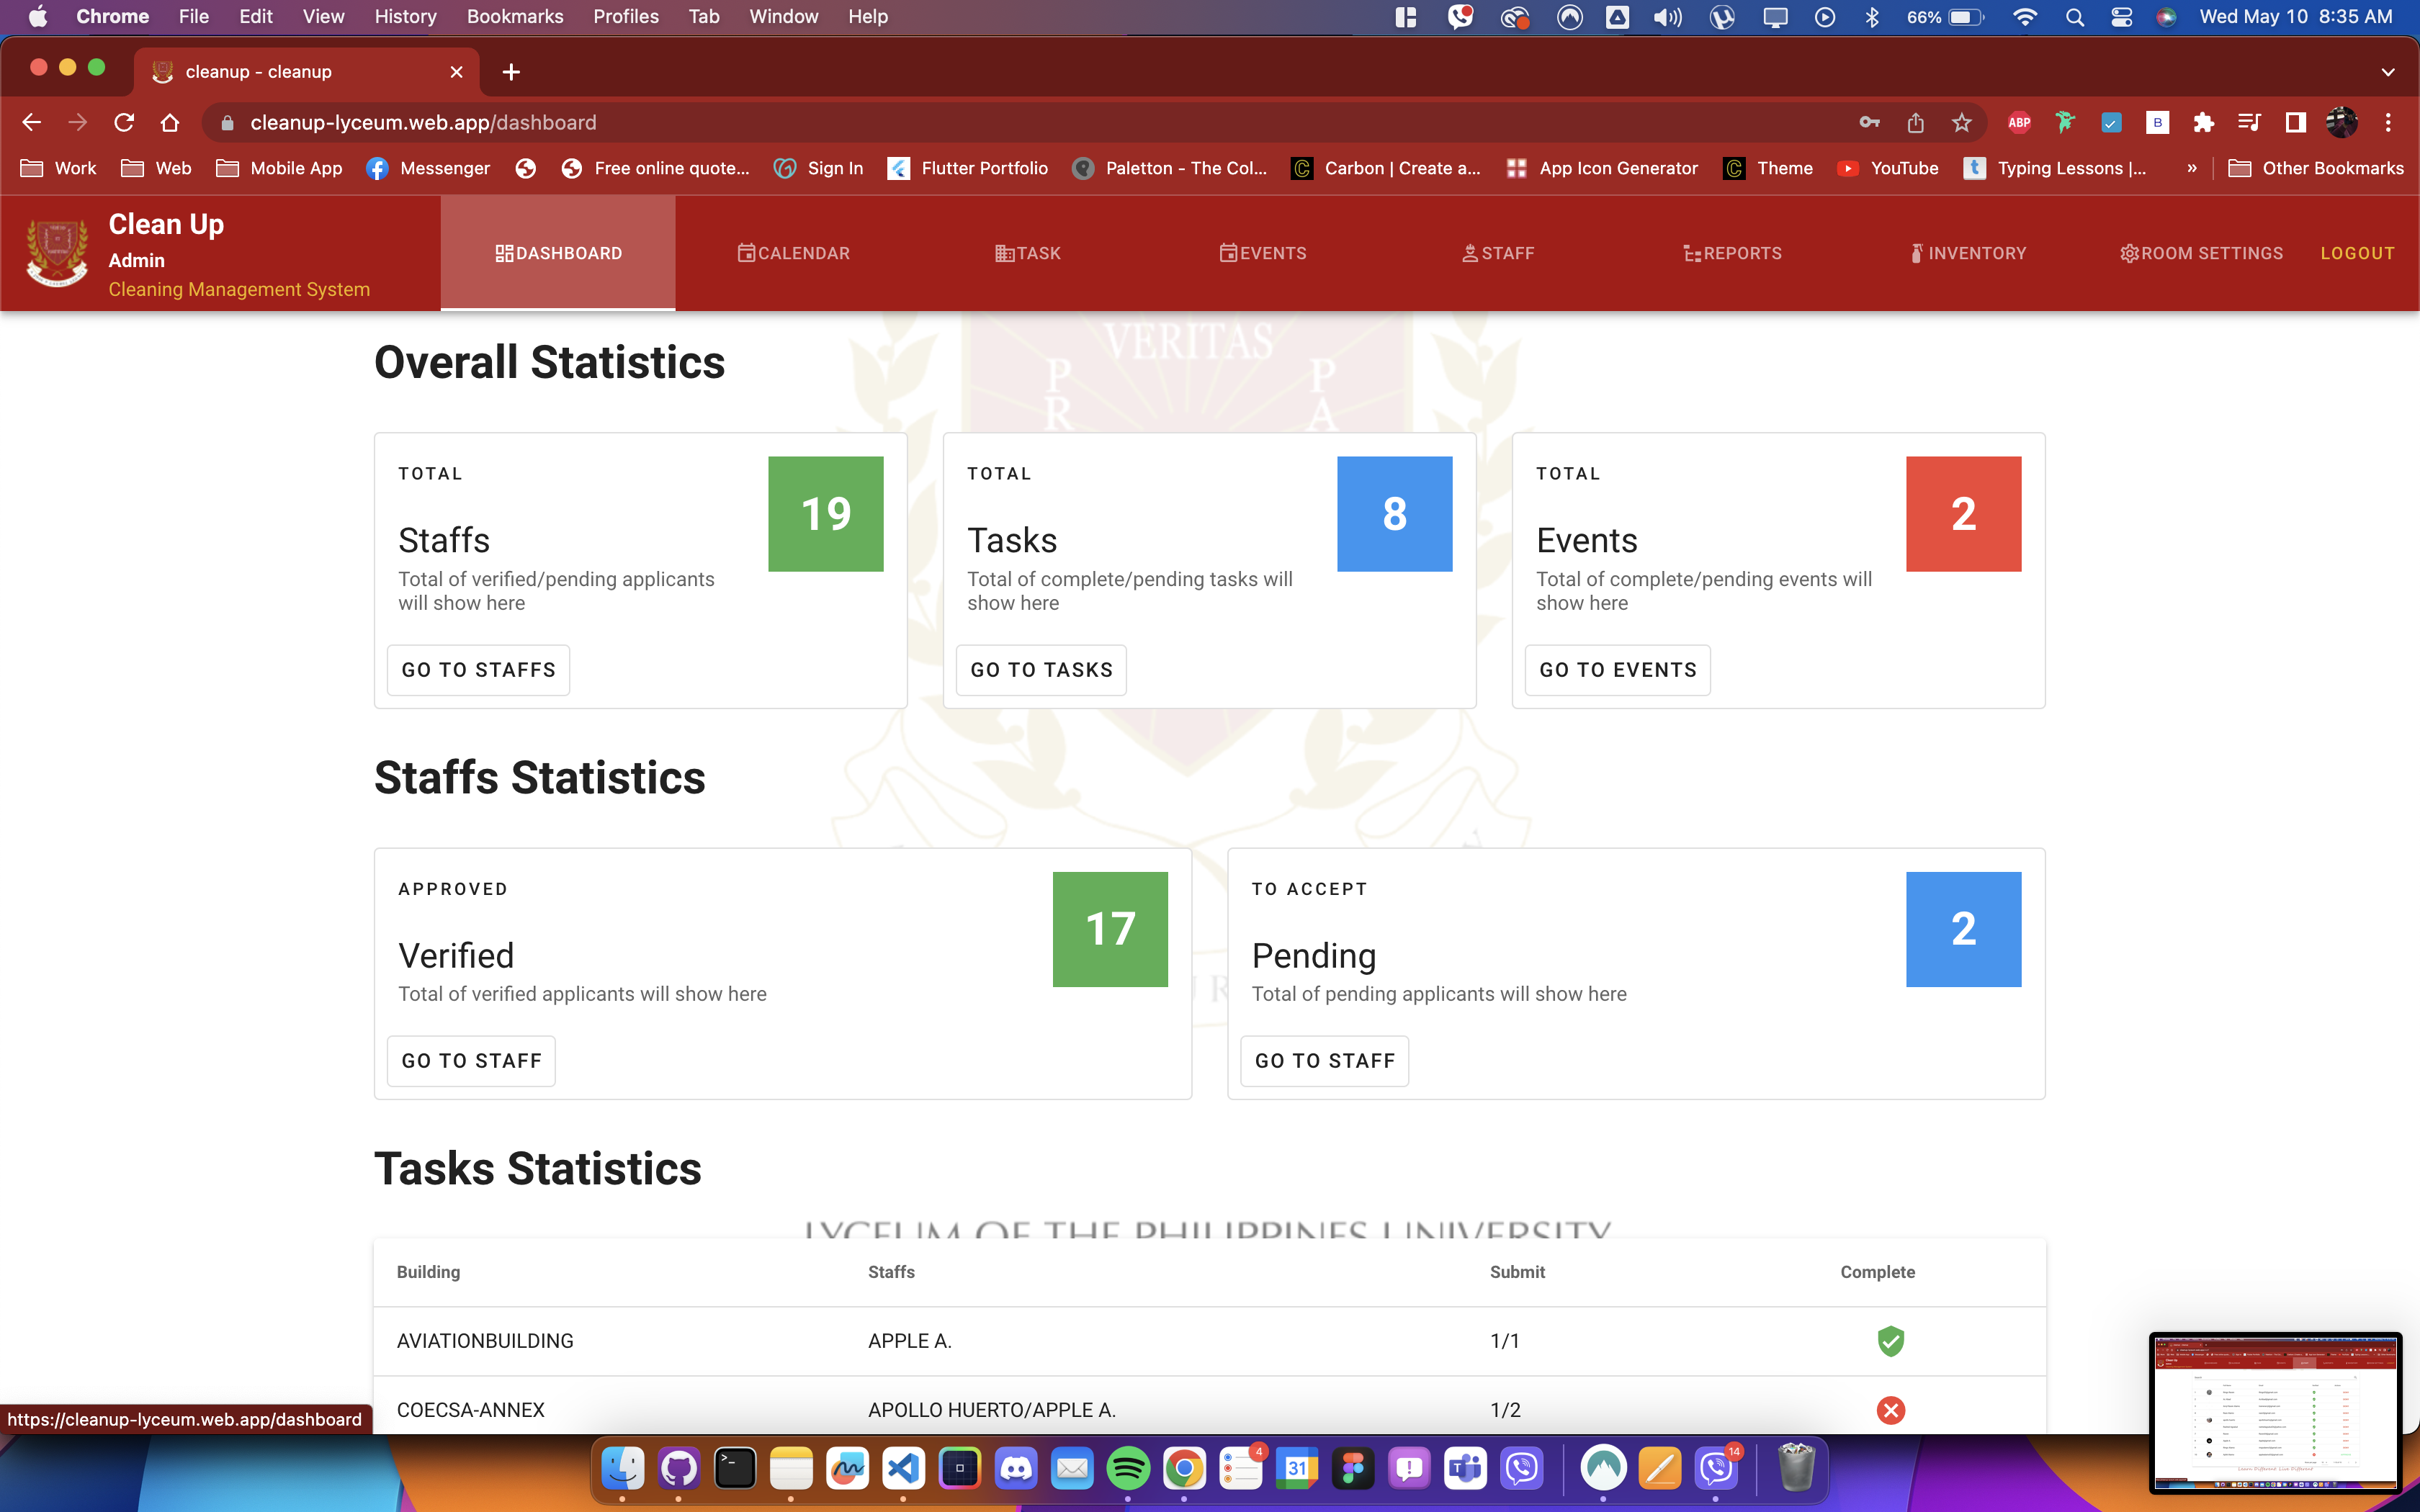 Chrome File Edit View History Bookmarks Profiles Tab Window Help 66% Wed May 10 8:35 AM
cleanup - cleanup
cleanup-lyceum.web.app/dashboard ABP B
Work Web Mobile App Messenger Free online quote... Sign In Flutter Portfolio Paletton - The Col... Carbon | Create a... App Icon Generator Theme YouTube Typing Lessons |... » Other Bookmarks
Clean Up
Admin
Cleaning Management System
DASHBOARD CALENDAR TASK EVENTS STAFF REPORTS INVENTORY ROOM SETTINGS LOGOUT
VERITAS
P P
R A
Overall Statistics
TOTAL
19
Staffs
Total of verified/pending applicants
will show here
GO TO STAFFS
TOTAL
8
Tasks
Total of complete/pending tasks will
show here
GO TO TASKS
TOTAL
2
Events
Total of complete/pending events will
show here
GO TO EVENTS
Staffs Statistics
APPROVED
17
Verified
Total of verified applicants will show here
GO TO STAFF
TO ACCEPT
2
Pending
Total of pending applicants will show here
GO TO STAFF
Tasks Statistics
LYCEUM OF THE PHILIPPINES UNIVERSITY
Building Staffs Submit Complete
AVIATIONBUILDING APPLE A. 1/1
COECSA-ANNEX APOLLO HUERTO/APPLE A. 1/2
https://cleanup-lyceum.web.app/dashboard
4 31 14